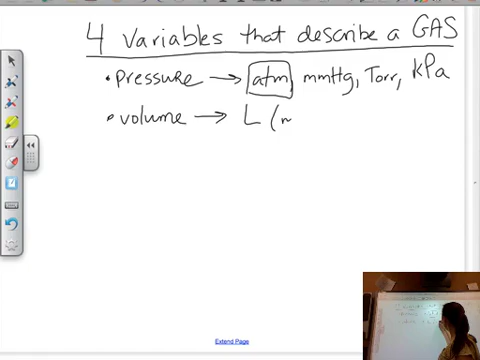 4 Variables that describe a GAS
• Pressure → atm mmHg, Torr, kPa
• volume → L (
Extend Page